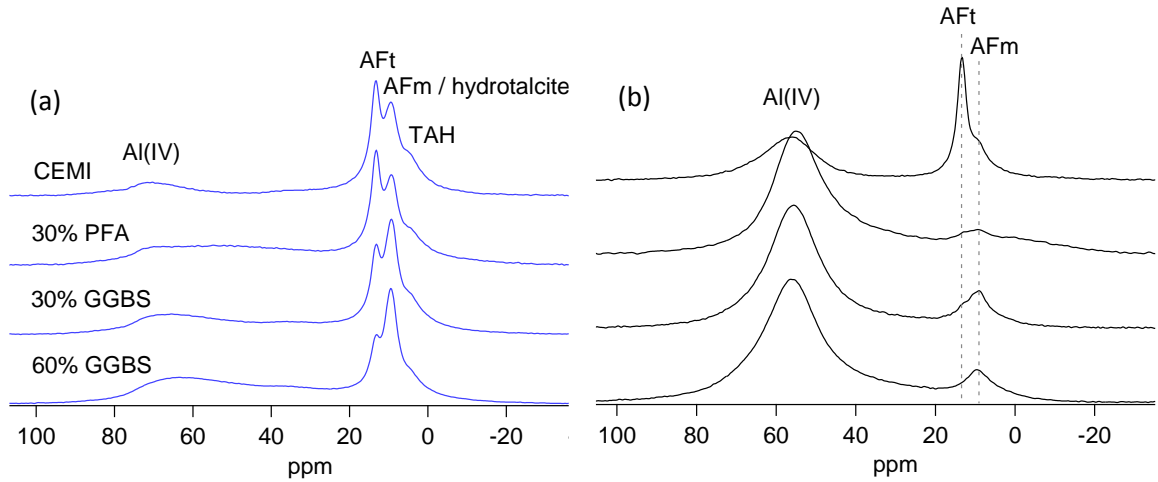 (a)
AFt
AFm / hydrotalcite
TAH
Al(IV)
CEMI
30% PFA
30% GGBS
60% GGBS
100 80 60 40 20 0 -20
ppm
(b)
AFt
AFm
Al(IV)
100 80 60 40 20 0 -20
ppm